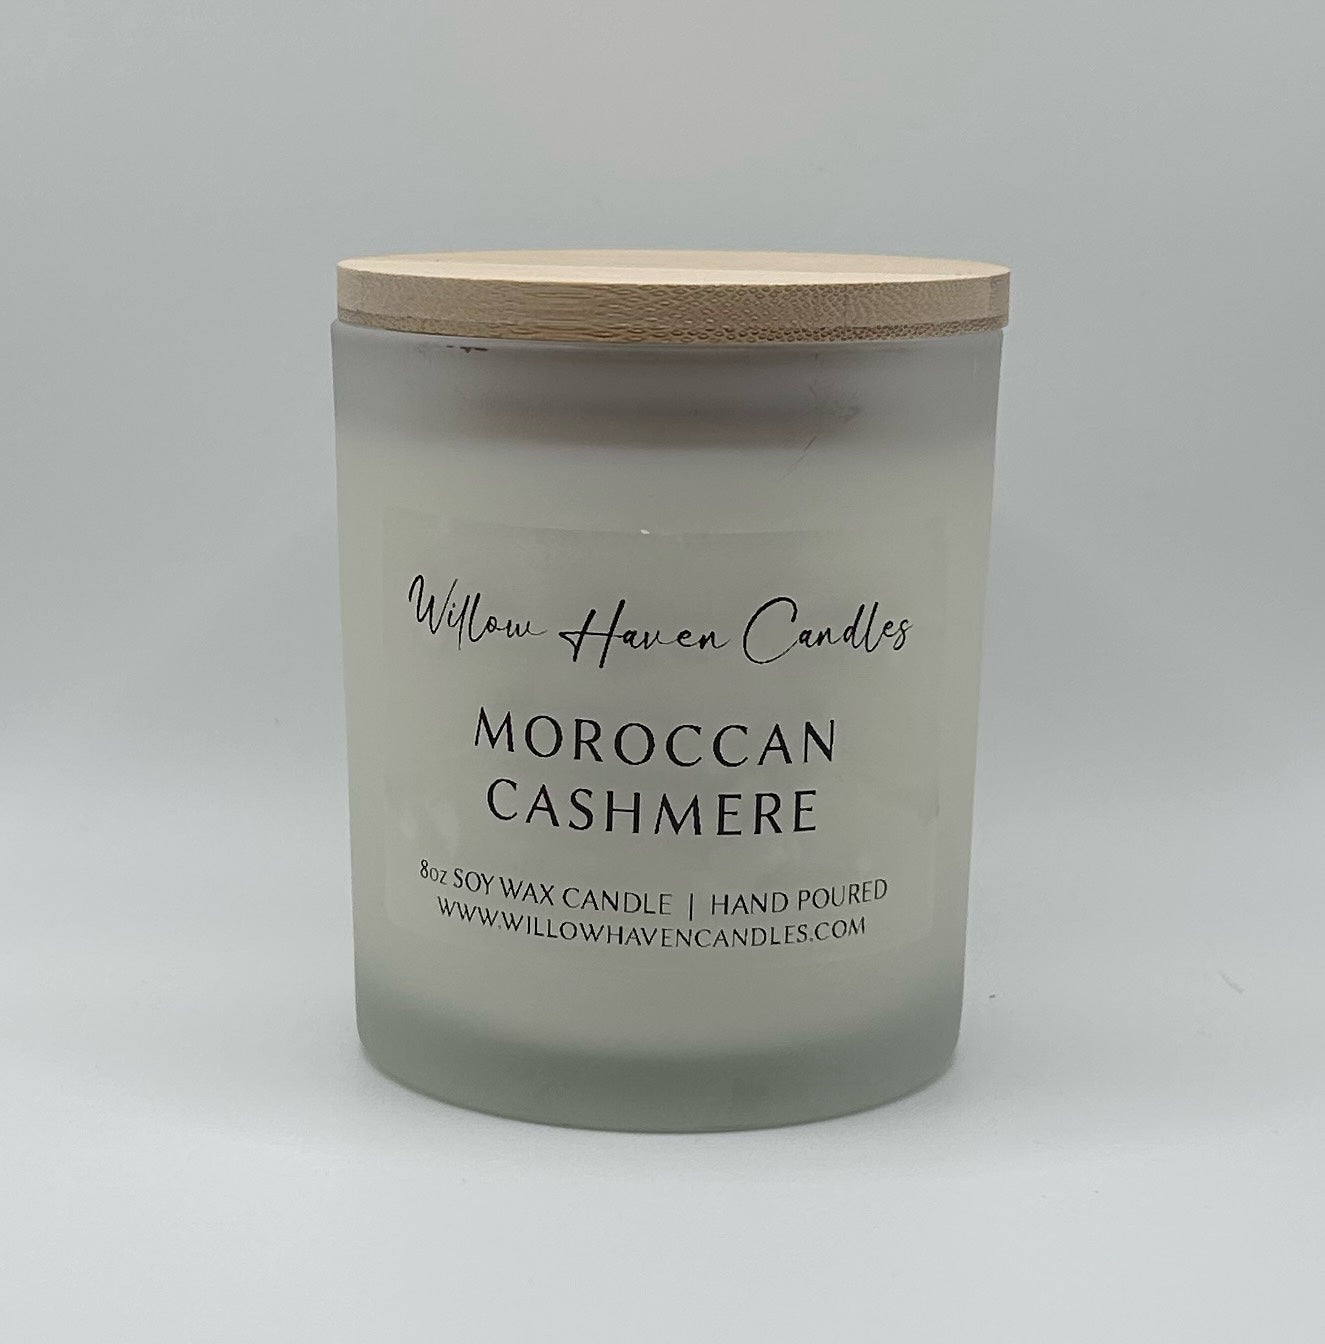 Willow Haven Candles
MOROCCAN
CASHMERE
8oz SOY WAX CANDLE | HAND POURED
WWW.WILLOWHAVENCANDLES.COM